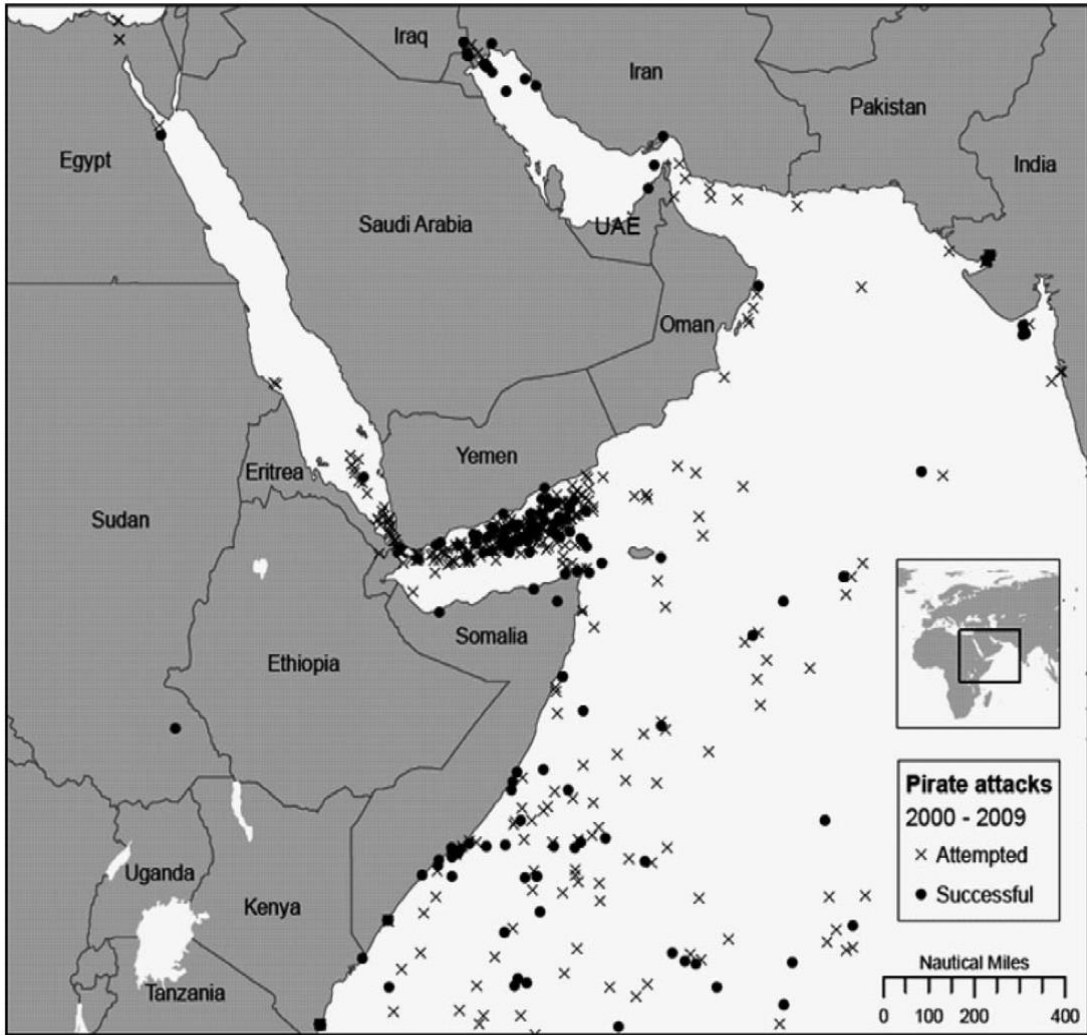 Iraq
Iran
Pakistan
Egypt
India
Saudi Arabia
UAE
Oman
Yemen
Eritrea
Sudan
Somalia
Ethiopia
Pirate attacks
2000 - 2009
Attempted
Uganda
Successful
Kenya
Nautical Miles
Tanzania
0 100 200 400